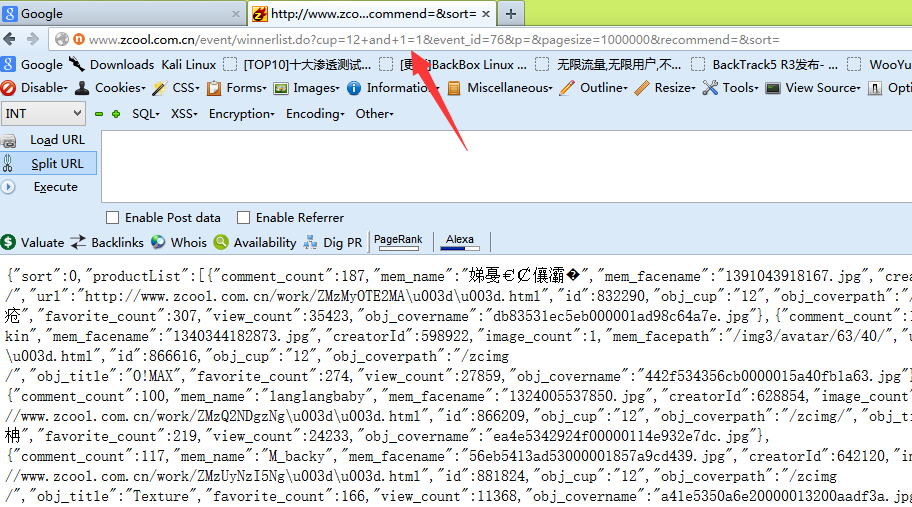 Google × http://www.zco...commend=&sort= × +
www.zcool.com.cn/event/winnerlist.do?cup=12+and+1=1&event_id=76&p=&pagesize=1000000&recommend=&sort=
Google Downloads Kali Linux [TOP10]十大渗透测试... [更 BackBox Linux ... 无限流量,无限用户,不... BackTrack5 R3发布- ... WooYu
Disable▾ Cookies▾ CSS▾ Forms▾ Images▾ Informatio Miscellaneous▾ Outline▾ Resize▾ Tools▾ View Source▾ Opti
INT SQL▾ XSS▾ Encryption▾ Encoding▾ Other▾
Load URL
Split URL
Execute
Enable Post data Enable Referrer
$ Valuate Backlinks Whois Availability Dig PR PageRank Alexa
{"sort":0,"productList":[{"comment_count":187,"mem_name":"娣戞€₡儴灞�","mem_facename":"1391043918167.jpg","crea
/","url":"http://www.zcool.com.cn/work/ZMzMyOTE2MA\u003d\u003d.html","id":832290,"obj_cup":"12","obj_coverpath":"/
疮","favorite_count":307,"view_count":35423,"obj_covername":"db83531ec5eb000001ad98c64a7e.jpg"},{"comment_count":1
kin","mem_facename":"1340344182873.jpg","creatorId":598922,"image_count":1,"mem_facepath":"/img3/avatar/63/40/","u
\u003d.html","id":866616,"obj_cup":"12","obj_coverpath":"/zcimg
/","obj_title":"O!MAX","favorite_count":274,"view_count":27859,"obj_covername":"442f534356cb0000015a40fb1a63.jpg"}
{"comment_count":100,"mem_name":"langlangbaby","mem_facename":"1324005537850.jpg","creatorId":628854,"image_count"
//www.zcool.com.cn/work/ZMzQ2NDgzNg\u003d\u003d.html","id":866209,"obj_cup":"12","obj_coverpath":"/zcimg/","obj_ti
柛","favorite_count":219,"view_count":24233,"obj_covername":"ea4e5342924f00000114e932e7dc.jpg"},
{"comment_count":117,"mem_name":"M_backy","mem_facename":"56eb5413ad53000001857a9cd439.jpg","creatorId":642120,"im
//www.zcool.com.cn/work/ZMzUyNzI5Ng\u003d\u003d.html","id":881824,"obj_cup":"12","obj_coverpath":"/zcimg
/","obj_title":"Texture","favorite_count":166,"view_count":11368,"obj_covername":"a41e5350a6e20000013200aadf3a.jpg